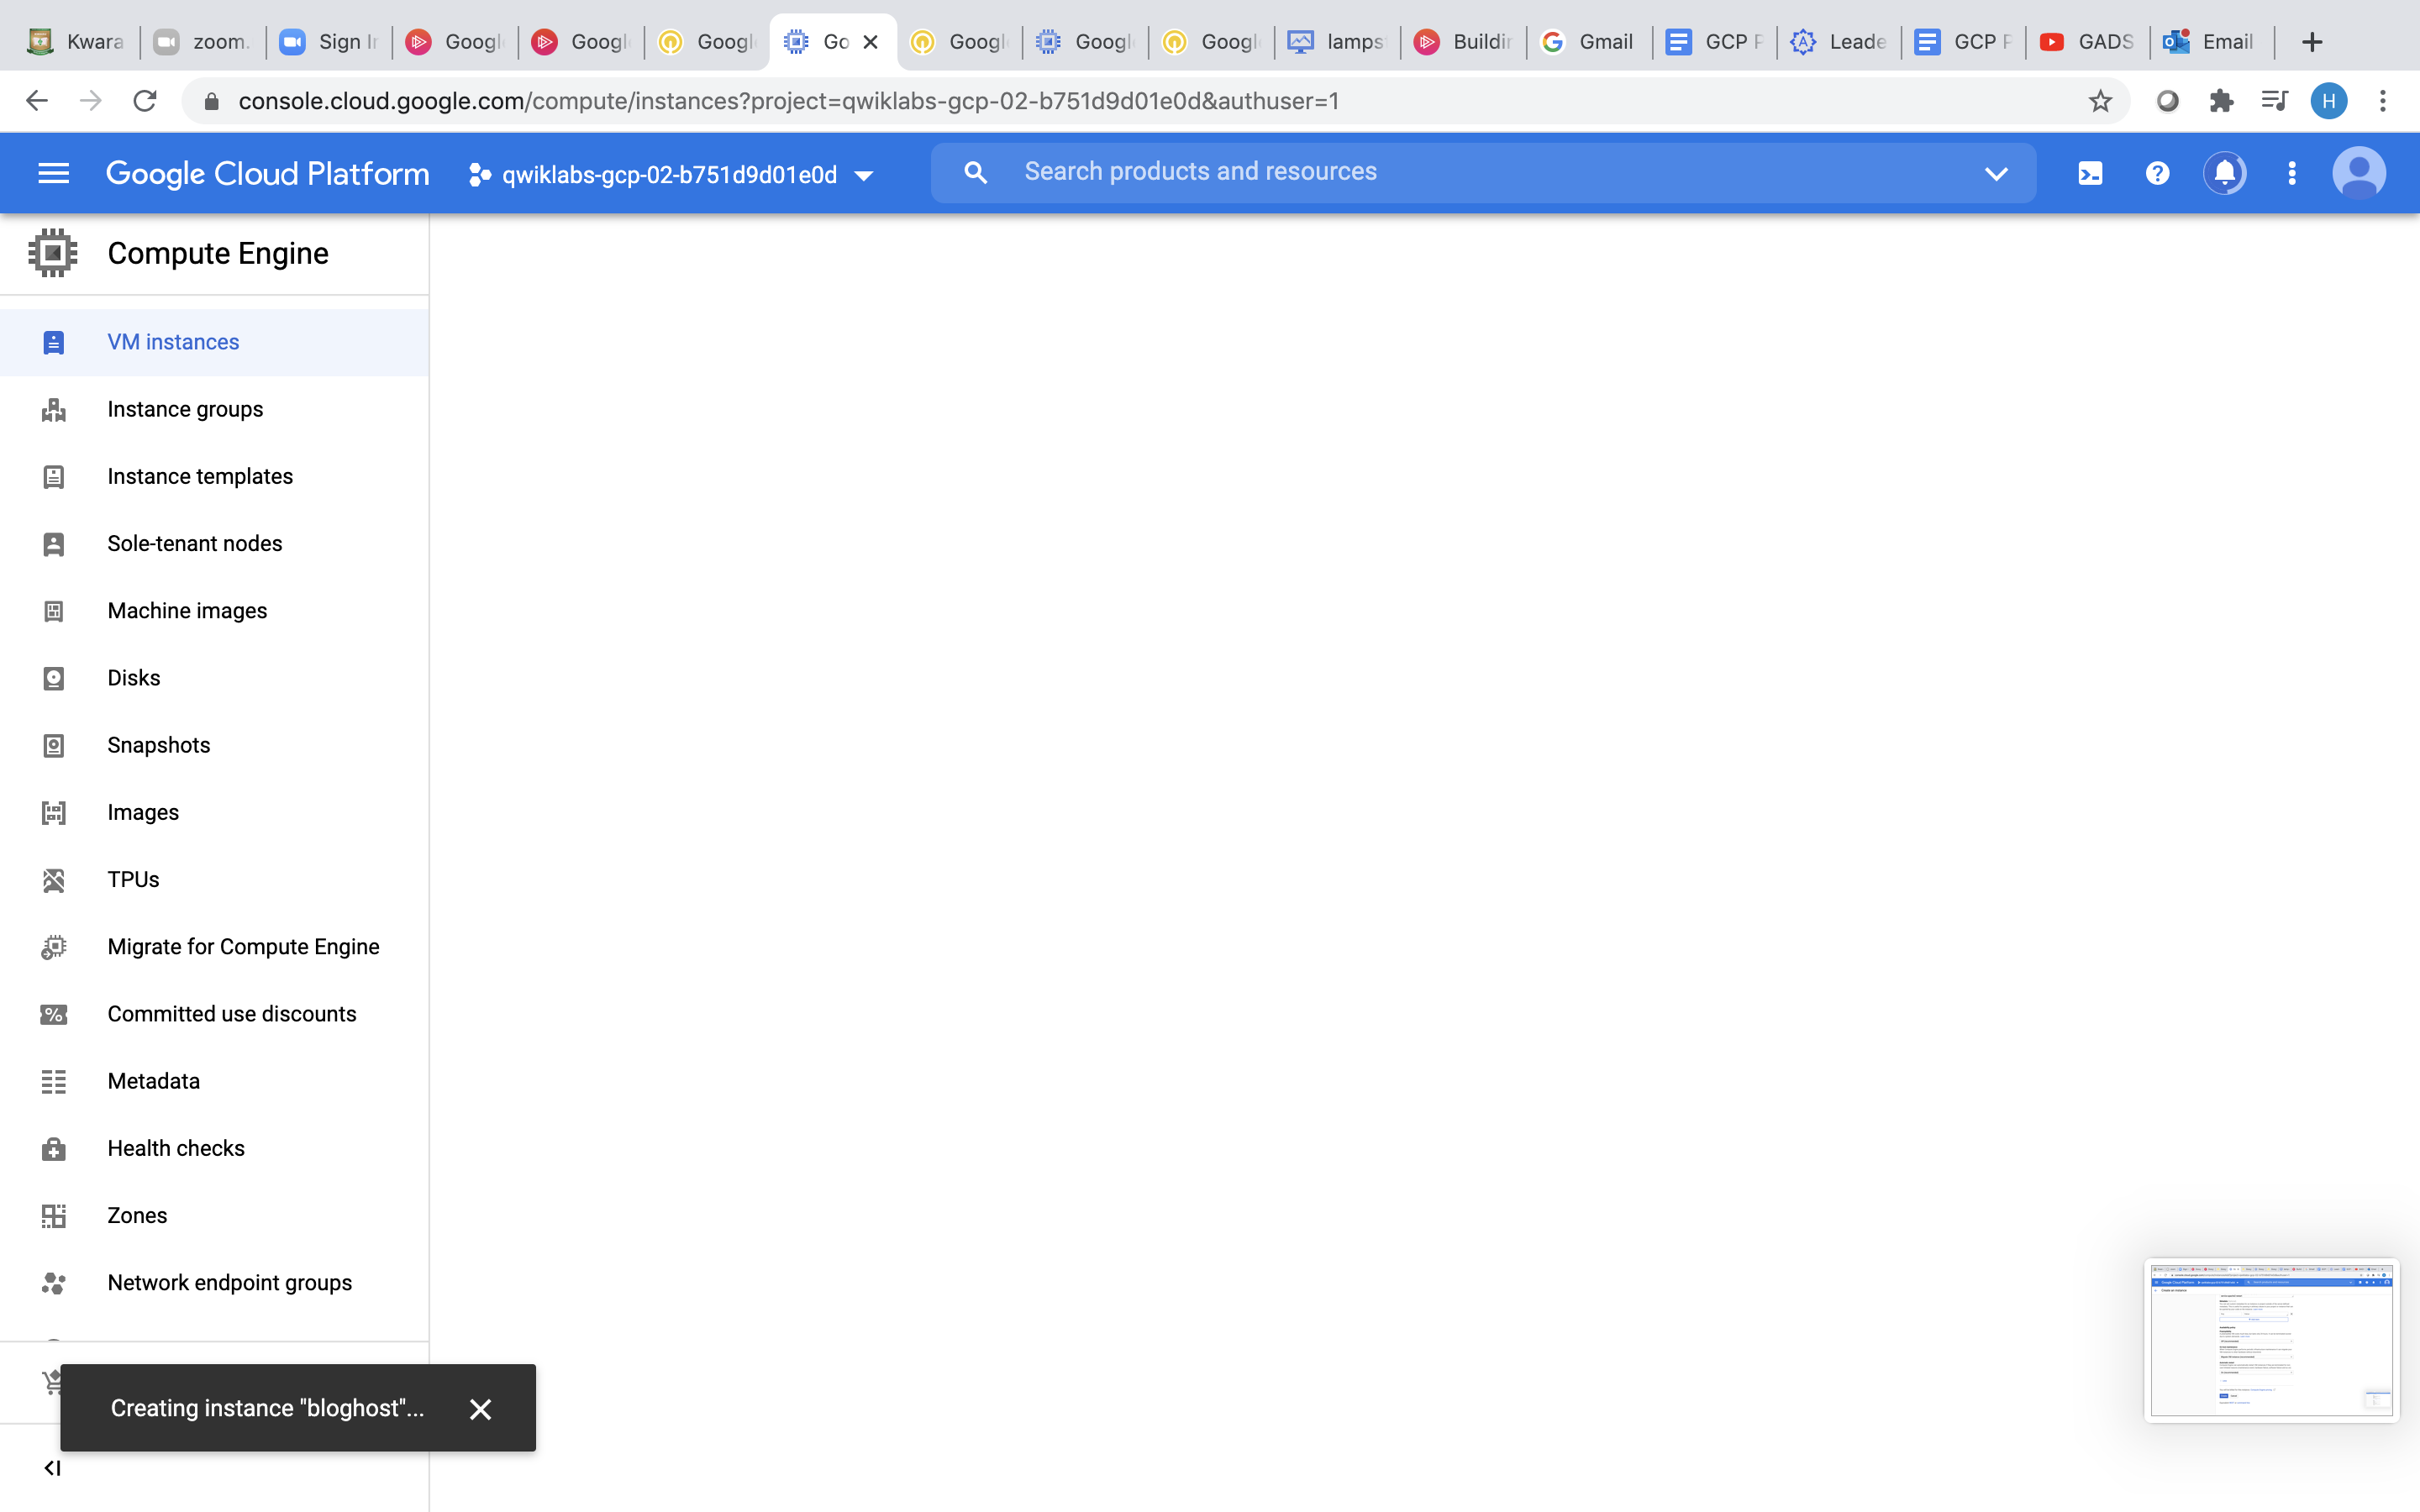 Kwara
zoom.
Sign In
Googl
Googl
Googl
Go
Googl
Googl
Googl
lamps
Buildin
Gmail
GCP P
Leade
GCP P
GADS
Email
console.cloud.google.com/compute/instances?project=qwiklabs-gcp-02-b751d9d01e0d&authuser=1
H
Google Cloud Platform
qwiklabs-gcp-02-b751d9d01e0d
Search products and resources
Compute Engine
VM instances
Instance groups
Instance templates
Sole-tenant nodes
Machine images
Disks
Snapshots
Images
TPUs
Migrate for Compute Engine
Committed use discounts
Metadata
Health checks
Zones
Network endpoint groups
Creating instance "bloghost"...